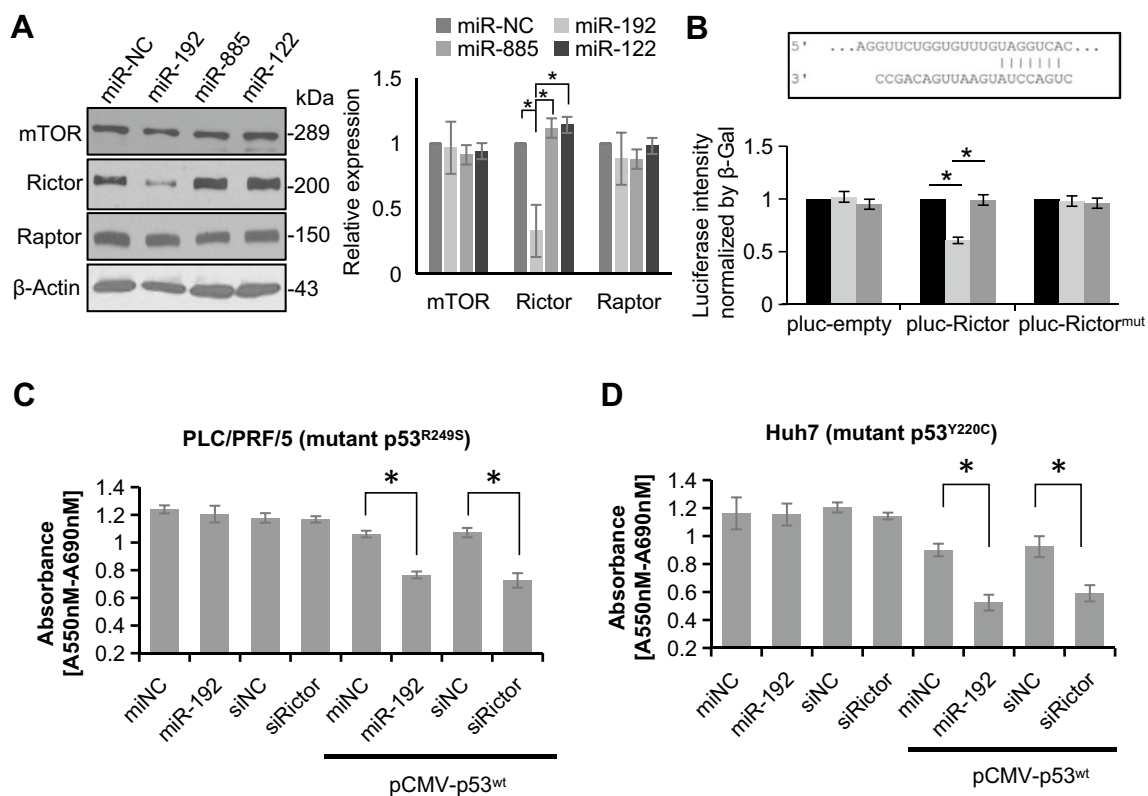 A
miR-NC
miR-192
miR-885
miR-122
kDa
mTOR
-289
Rictor
-200
Raptor
-150
β-Actin
-43
miR-NC
miR-192
miR-885
miR-122
Relative expression
1.5
1
0.5
0
*
*
*
mTOR
Rictor
Raptor
B
5' ...AGGUUCUGGUGUUUGUAGGUCAC...
| | | | | | |
3' CCGACAGUUAAGUAUCCAGUC
Luciferase intensity
normalized by β-Gal
1.5
1
0.5
0
*
*
pluc-empty
pluc-Rictor
pluc-Rictorᵐᵘᵗ
C
PLC/PRF/5 (mutant p53ᴿ²⁴⁹ˢ)
Absorbance
[A550nM-A690nM]
1.4
1.2
1
0.8
0.6
0.4
0.2
*
*
miNC
miR-192
siNC
siRictor
miNC
miR-192
siNC
siRictor
pCMV-p53ʷᵗ
D
Huh7 (mutant p53^Y220C)
Absorbance
[A550nM-A690nM]
1.4
1.2
1
0.8
0.6
0.4
0.2
*
*
miNC
miR-192
siNC
siRictor
miNC
miR-192
siNC
siRictor
pCMV-p53ʷᵗ